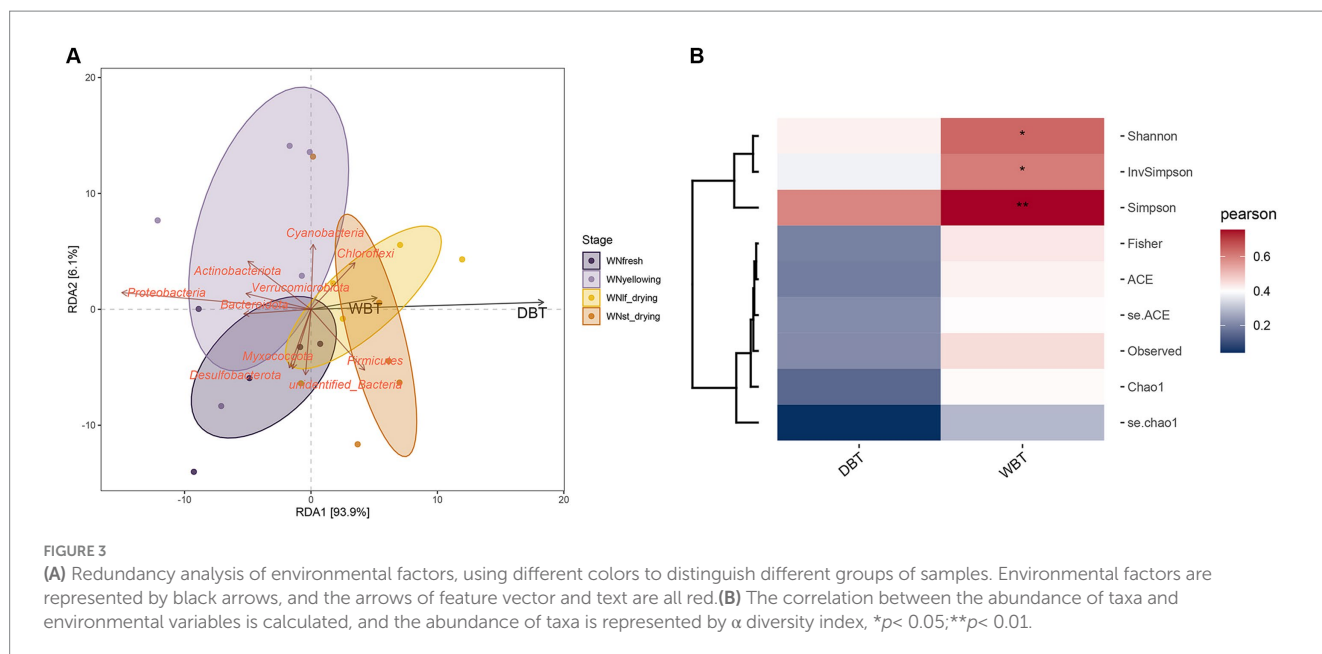 A
20
10
0
-10
RDA2 [6.1%]
Cyanobacteria
Chloroflexi
Actinobacteriota
Verrucomicrobiota
Proteobacteria
WBT
DBT
Myxococcota
Firmicutes
Desulfobacterota
unidentified_Bacteria
-10
0
10
20
RDA1 [93.9%]
Stage
WNfresh
WNyellowing
WNlf_drying
WNst_drying
B
* Shannon
* InvSimpson
** Simpson
Fisher
ACE
se.ACE
Observed
Chao1
se.chao1
DBT
WBT
pearson
0.6
0.4
0.2
FIGURE 3
(A) Redundancy analysis of environmental factors, using different colors to distinguish different groups of samples. Environmental factors are
represented by black arrows, and the arrows of feature vector and text are all red.(B) The correlation between the abundance of taxa and
environmental variables is calculated, and the abundance of taxa is represented by α diversity index, *p< 0.05;**p< 0.01.